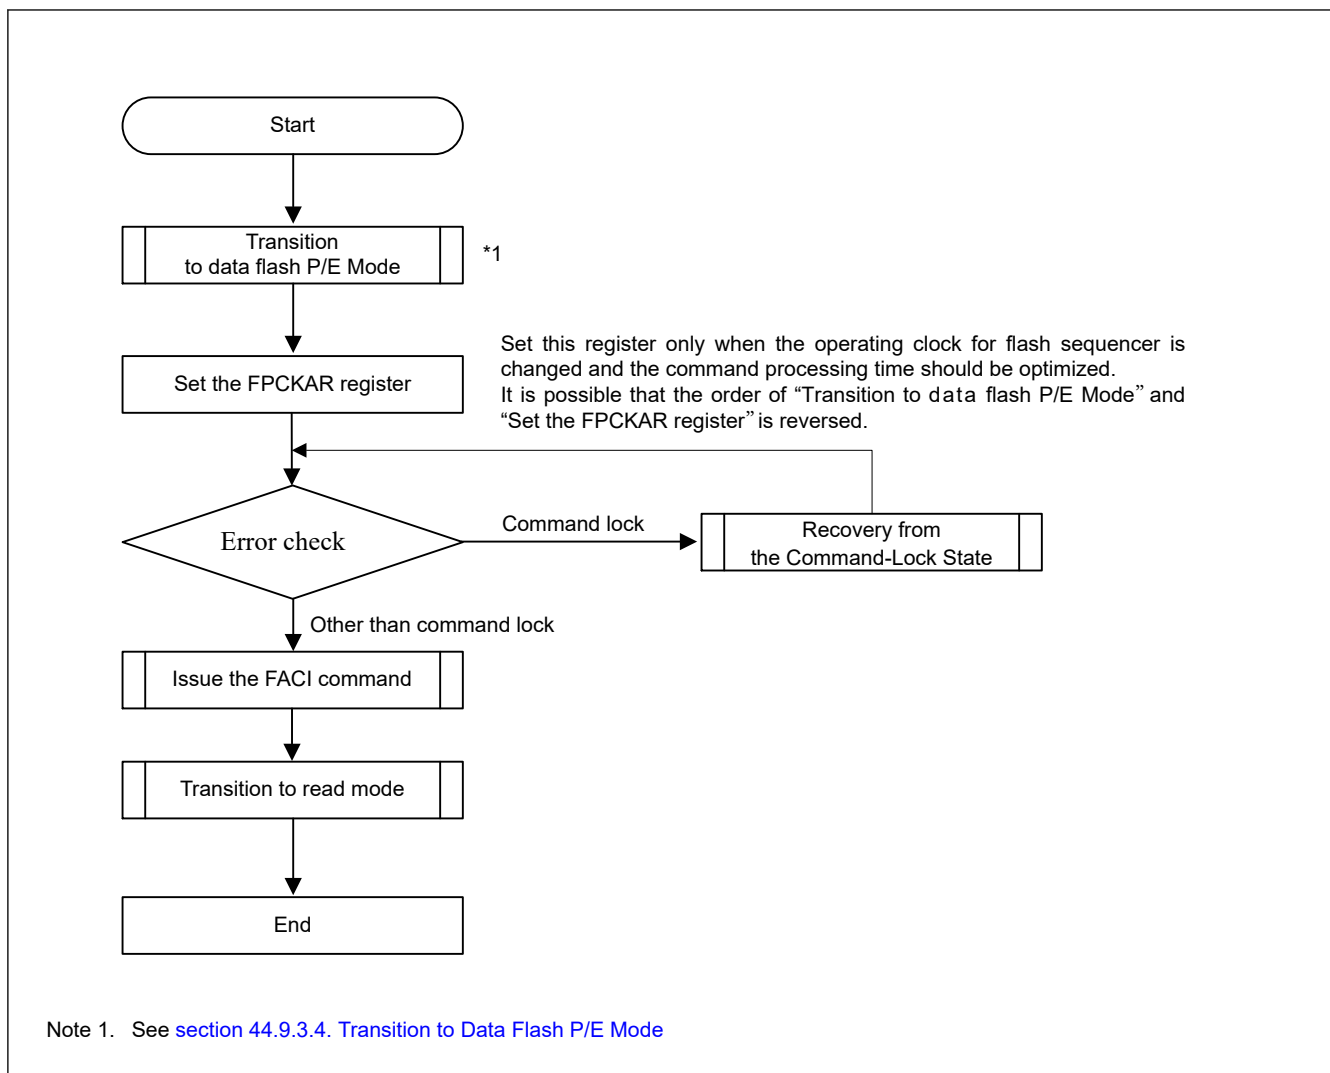 Start
Transition
to data flash P/E Mode
*1
Set this register only when the operating clock for flash sequencer is
changed and the command processing time should be optimized.
It is possible that the order of “Transition to data flash P/E Mode” and
“Set the FPCKAR register” is reversed.
Set the FPCKAR register
Error check
Command lock
Recovery from
the Command-Lock State
Other than command lock
Issue the FACI command
Transition to read mode
End
Note 1. See section 44.9.3.4. Transition to Data Flash P/E Mode